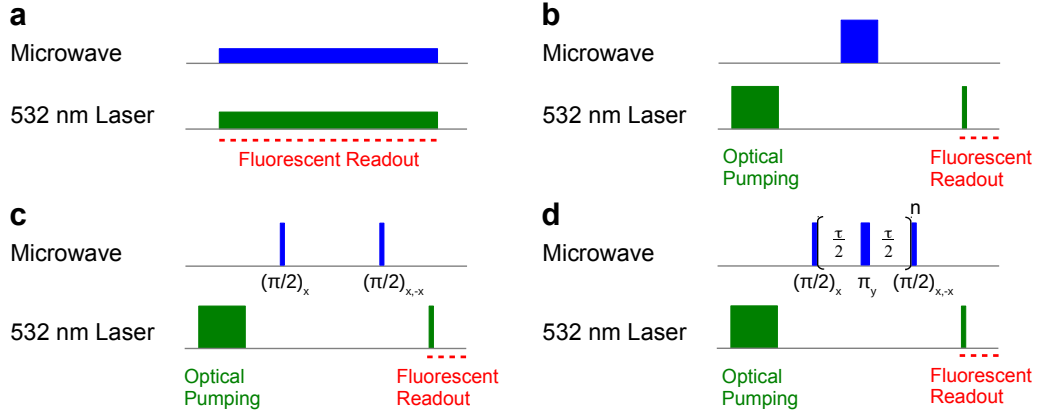 a
Microwave
532 nm Laser
Fluorescent Readout
b
Microwave
532 nm Laser
Optical
Pumping
Fluorescent
Readout
c
Microwave
(π/2)x
(π/2)x,-x
532 nm Laser
Optical
Pumping
Fluorescent
Readout
d
n
Microwave
τ/2
τ/2
(π/2)x
πy
(π/2)x,-x
532 nm Laser
Optical
Pumping
Fluorescent
Readout